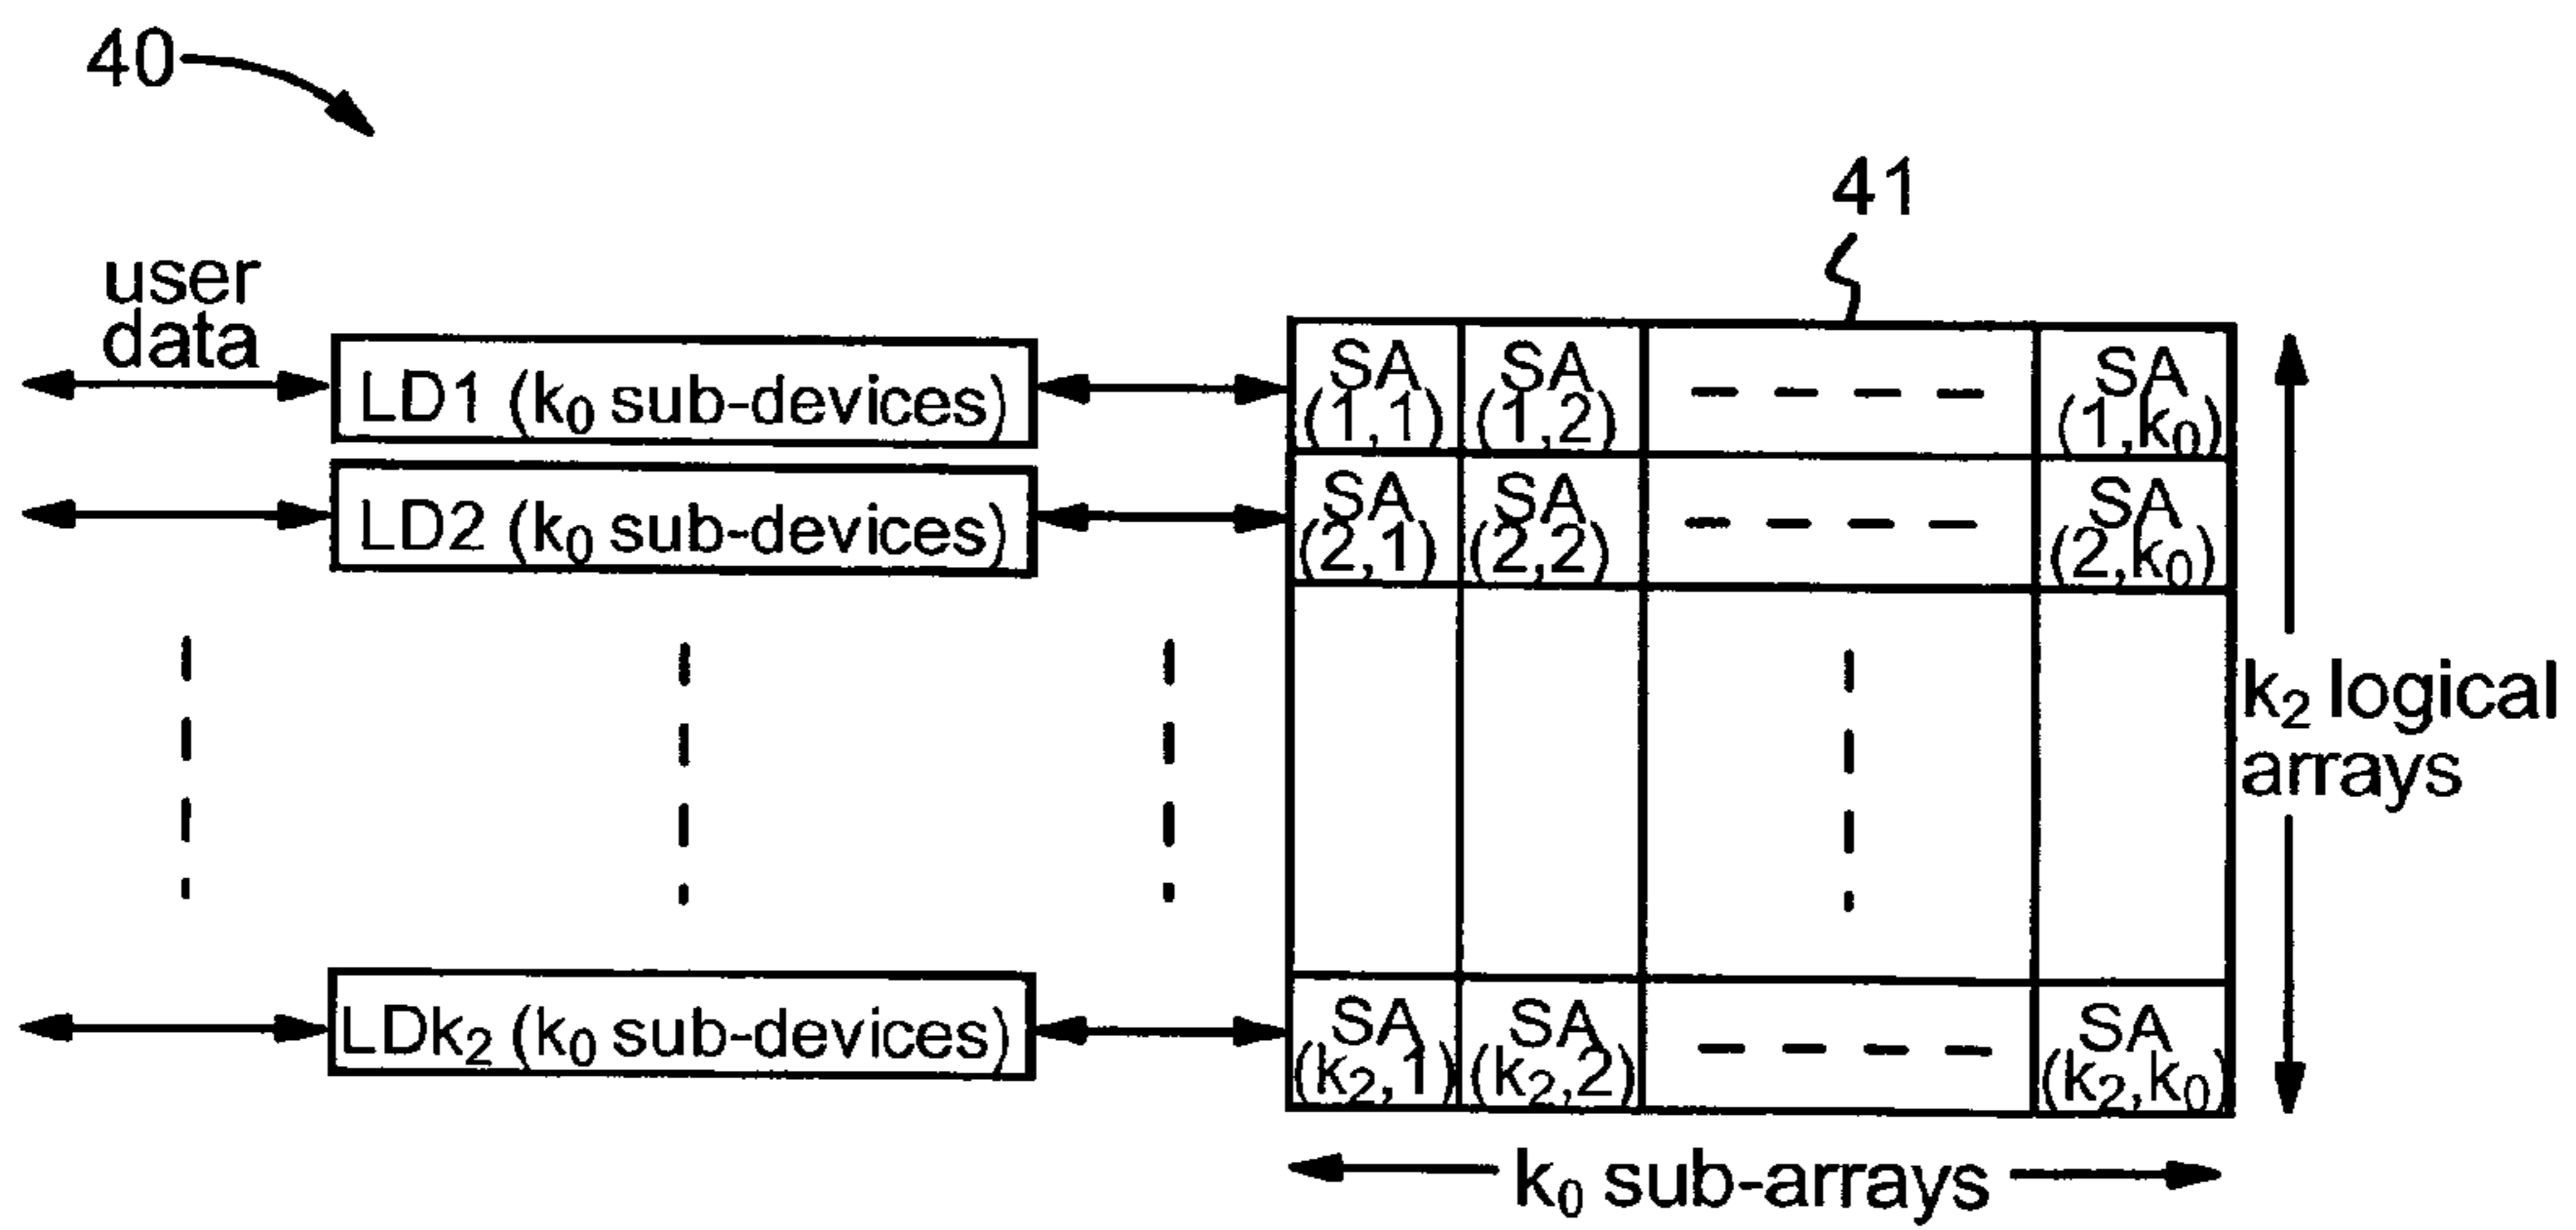 40
41
user
data
LD1 (k₀ sub-devices)
SA
(1,1)
SA
(1,2)
SA
(1,k₀)
LD2 (k₀ sub-devices)
SA
(2,1)
SA
(2,2)
SA
(2,k₀)
k₂ logical
arrays
LDk₂ (k₀ sub-devices)
SA
(k₂,1)
SA
(k₂,2)
SA
(k₂,k₀)
k₀ sub-arrays